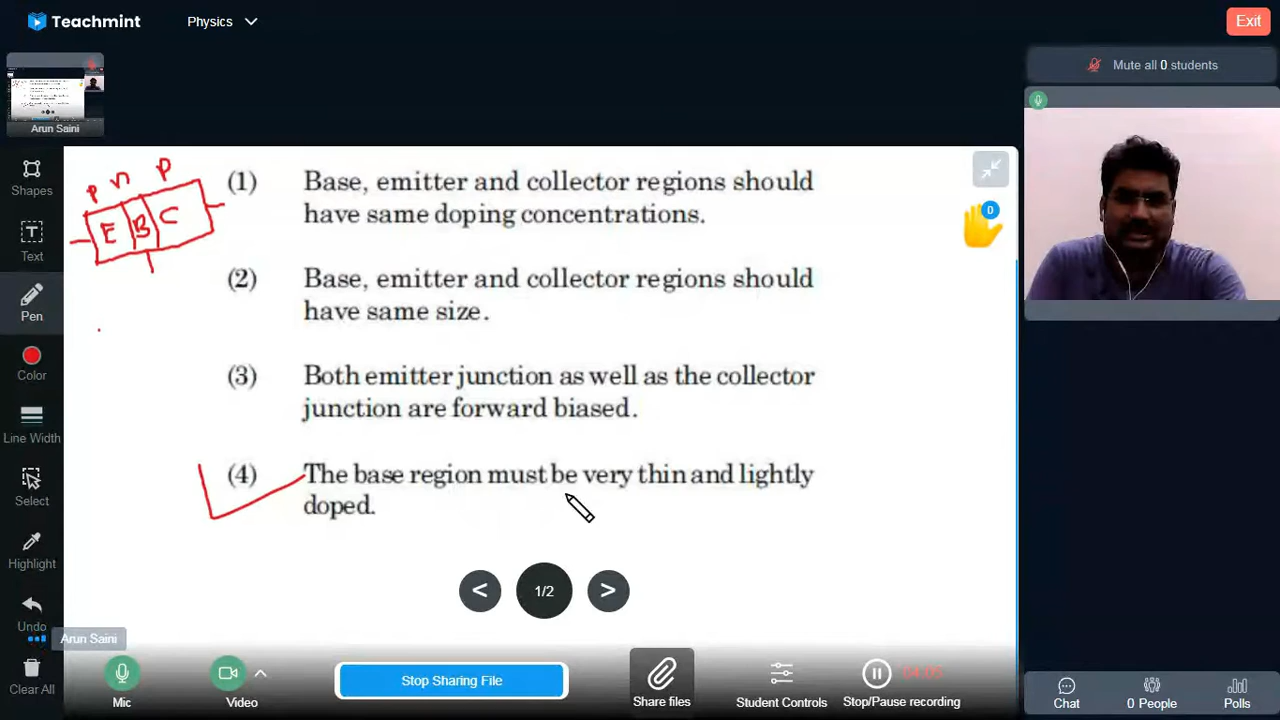 Teachmint
Physics
Exit
Mute all 0 students
Arun Saini
Shapes
Text
Pen
Color
Line Width
Select
Highlight
Undo
Clear All
p n p
E B C
(1) Base, emitter and collector regions should
have same doping concentrations.
(2) Base, emitter and collector regions should
have same size.
(3) Both emitter junction as well as the collector
junction are forward biased.
(4) The base region must be very thin and lightly
doped.
0
< 1/2 >
Arun Saini
Mic
Video
Stop Sharing File
Share files
Student Controls
04:05
Stop/Pause recording
Chat
0 People
Polls